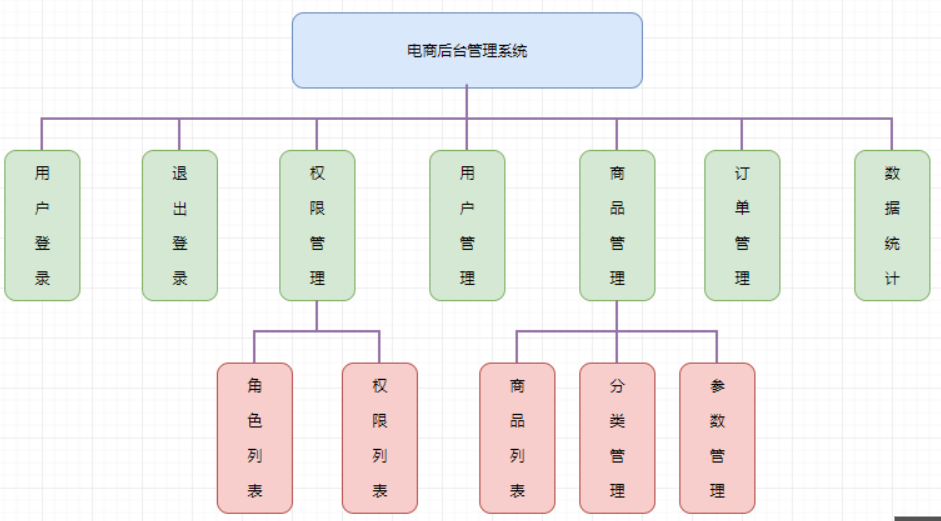 电商后台管理系统
用户登录
退出登录
权限管理
用户管理
商品管理
订单管理
数据统计
角色列表
权限列表
商品列表
分类管理
参数管理